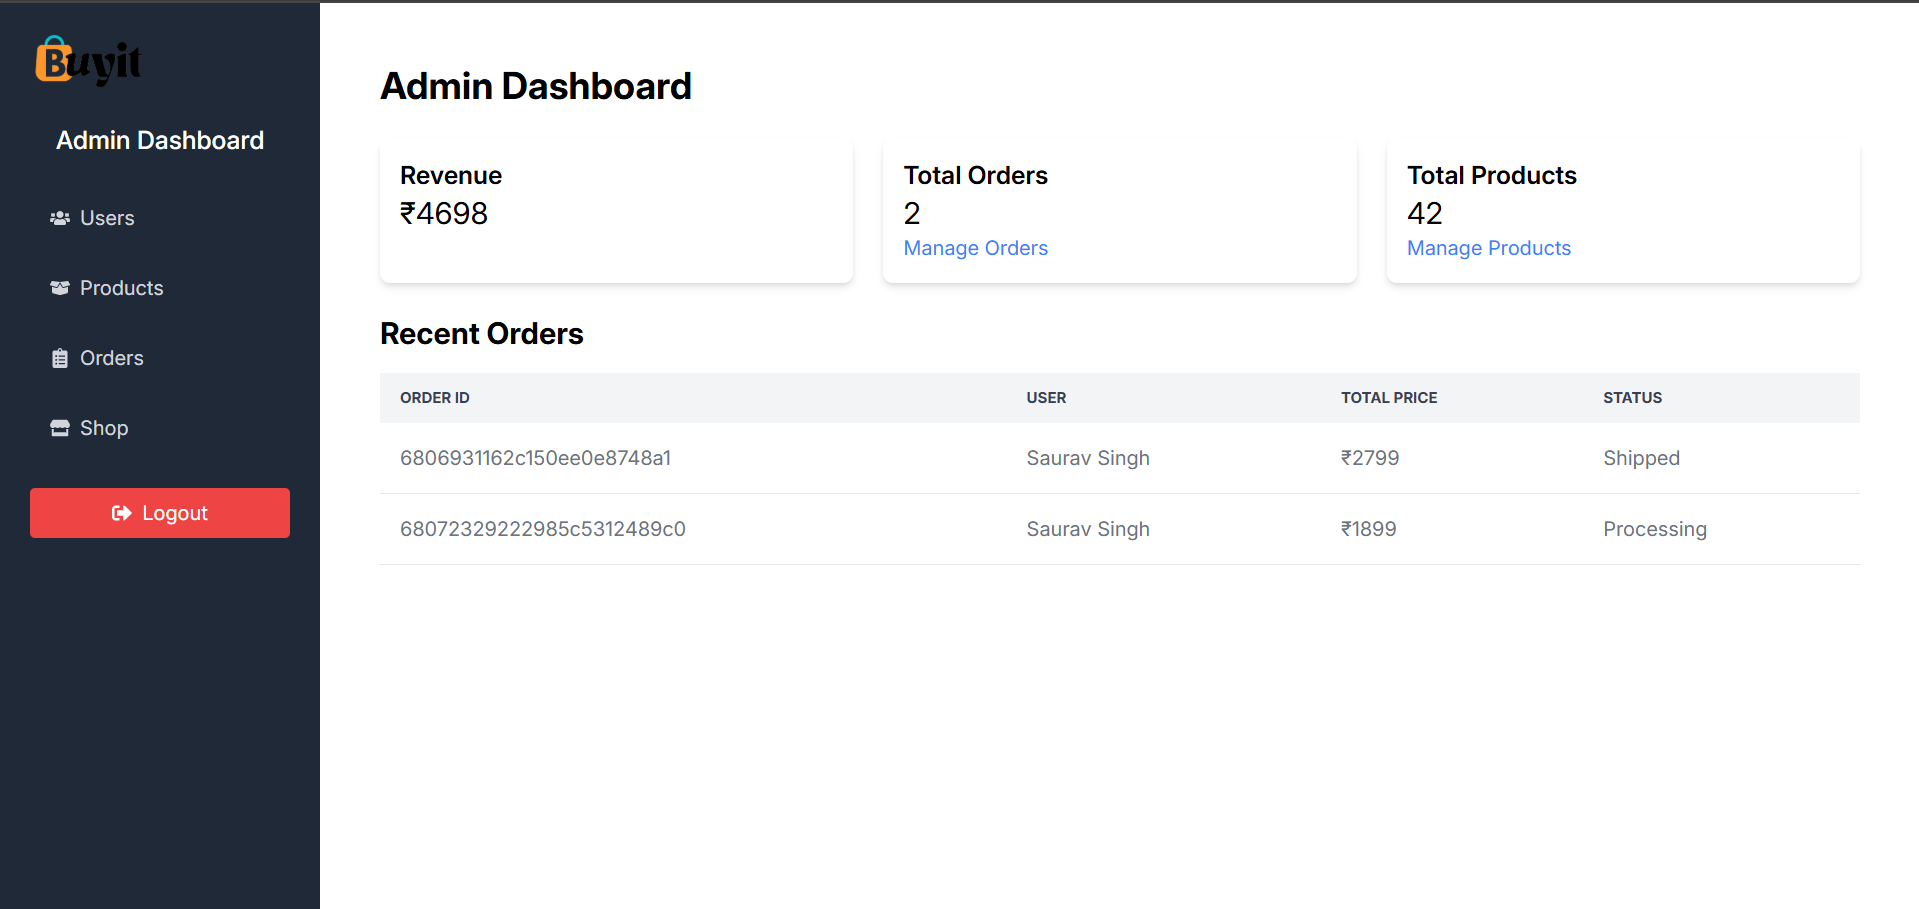 Buyit
Admin Dashboard
Users
Products
Orders
Shop
Logout
Admin Dashboard
Revenue
₹4698
Total Orders
2
Manage Orders
Total Products
42
Manage Products
Recent Orders
ORDER ID USER TOTAL PRICE STATUS
6806931162c150ee0e8748a1 Saurav Singh ₹2799 Shipped
68072329222985c5312489c0 Saurav Singh ₹1899 Processing